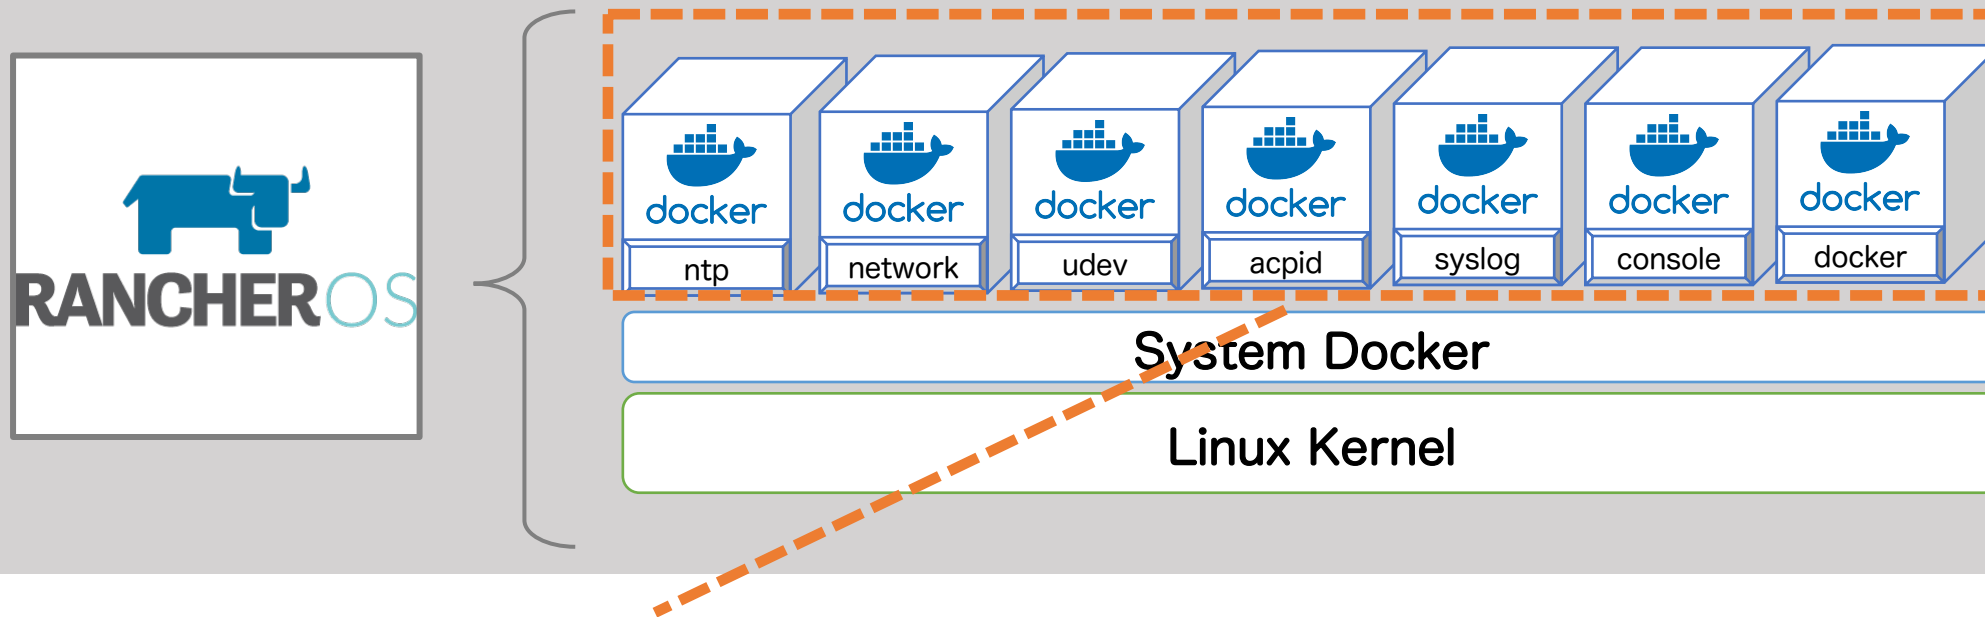 RANCHEROS
docker docker docker docker docker docker docker
ntp network udev acpid syslog console docker
System Docker
Linux Kernel